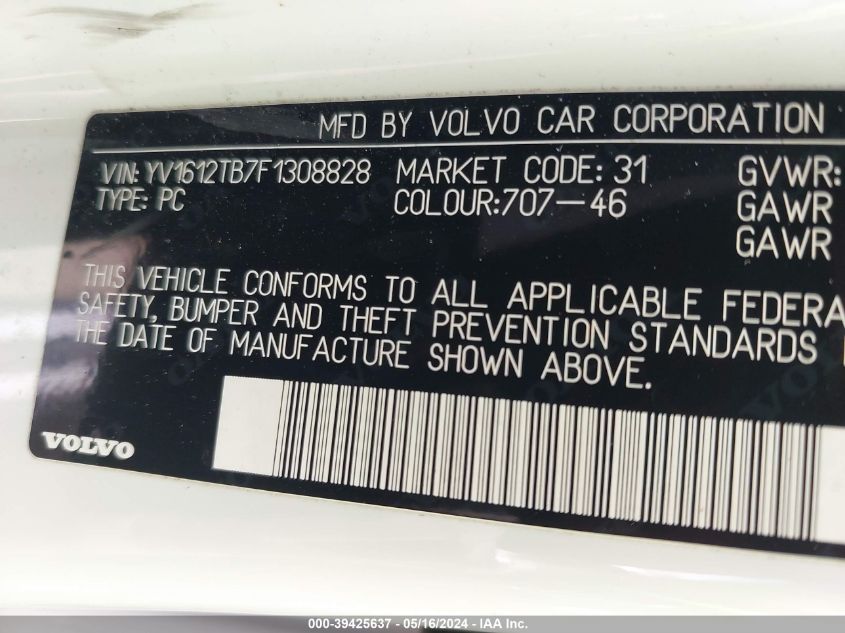 MFD BY VOLVO CAR CORPORATION
VIN: YV1612TB7F1308828 MARKET CODE: 31 GVWR:
TYPE: PC COLOUR:707-46 GAWR
GAWR
THIS VEHICLE CONFORMS TO ALL APPLICABLE FEDERA
SAFETY, BUMPER AND THEFT PREVENTION STANDARDS
THE DATE OF MANUFACTURE SHOWN ABOVE.
VOLVO
000-39425637 - 05/16/2024 - IAA Inc.